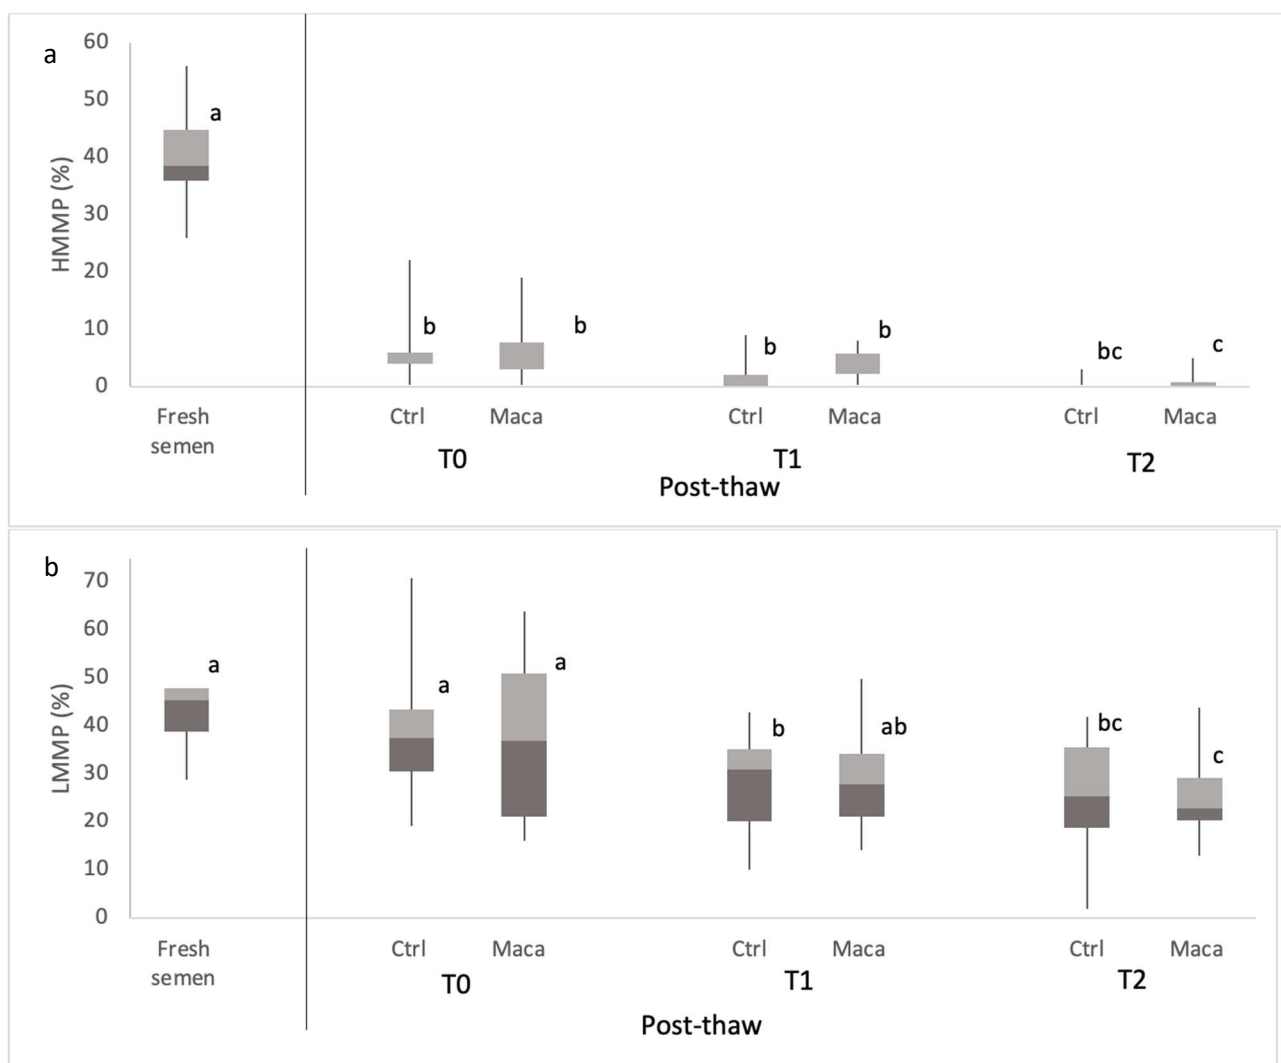 a
60
50
40
30
20
10
0
HMMP (%)
a
b
b
b
b
bc
c
Fresh
semen
Ctrl
Maca
Ctrl
Maca
Ctrl
Maca
T0
T1
T2
Post-thaw
b
70
60
50
40
30
20
10
0
LMMP (%)
a
a
a
b
ab
bc
c
Fresh
semen
Ctrl
Maca
Ctrl
Maca
Ctrl
Maca
T0
T1
T2
Post-thaw